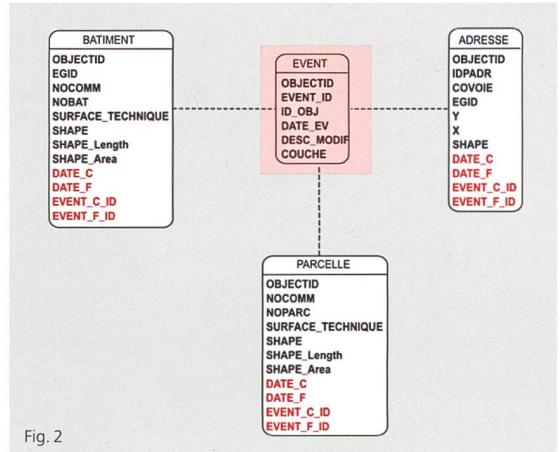 BATIMENT
OBJECTID
EGID
NOCOMM
NOBAT
SURFACE_TECHNIQUE
SHAPE
SHAPE_Length
SHAPE_Area
DATE_C
DATE_F
EVENT_C_ID
EVENT_F_ID
EVENT
OBJECTID
EVENT_ID
ID_OBJ
DATE_EV
DESC_MODIF
COUCHE
ADRESSE
OBJECTID
IDPADR
COVOIE
EGID
Y
X
SHAPE
DATE_C
DATE_F
EVENT_C_ID
EVENT_F_ID
PARCELLE
OBJECTID
NOCOMM
NOPARC
SURFACE_TECHNIQUE
SHAPE
SHAPE_Length
SHAPE_Area
DATE_C
DATE_F
EVENT_C_ID
EVENT_F_ID
Fig. 2